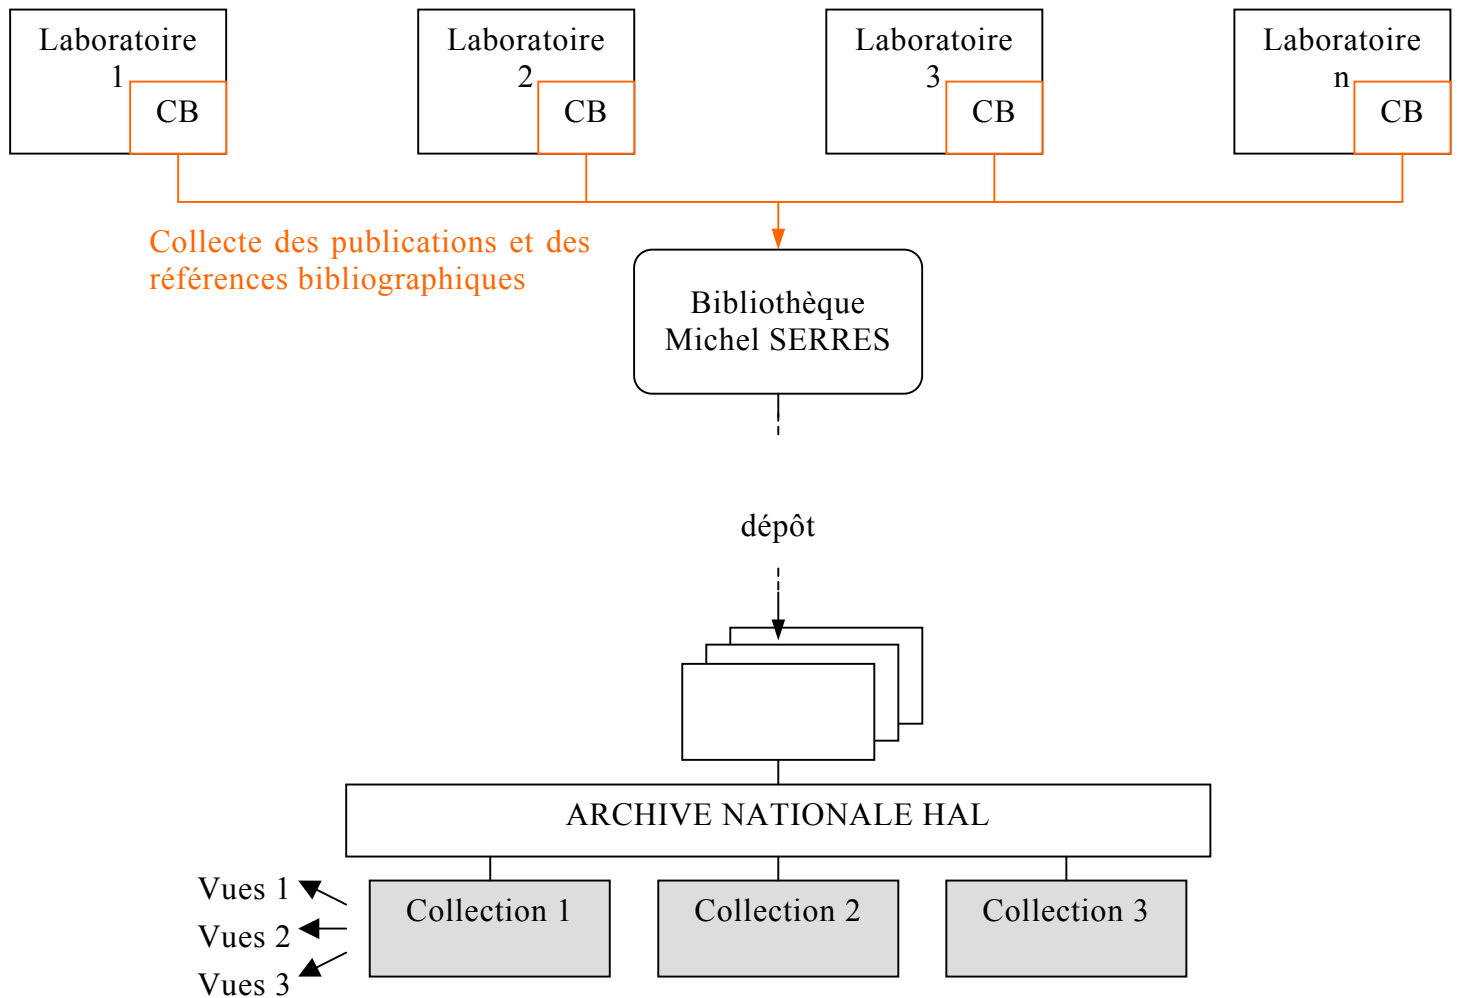 Laboratoire
1
CB
Laboratoire
2
CB
Laboratoire
3
CB
Laboratoire
n
CB
Collecte des publications et des
références bibliographiques
Bibliothèque
Michel SERRES
dépôt
ARCHIVE NATIONALE HAL
Vues 1
Vues 2
Vues 3
Collection 1
Collection 2
Collection 3